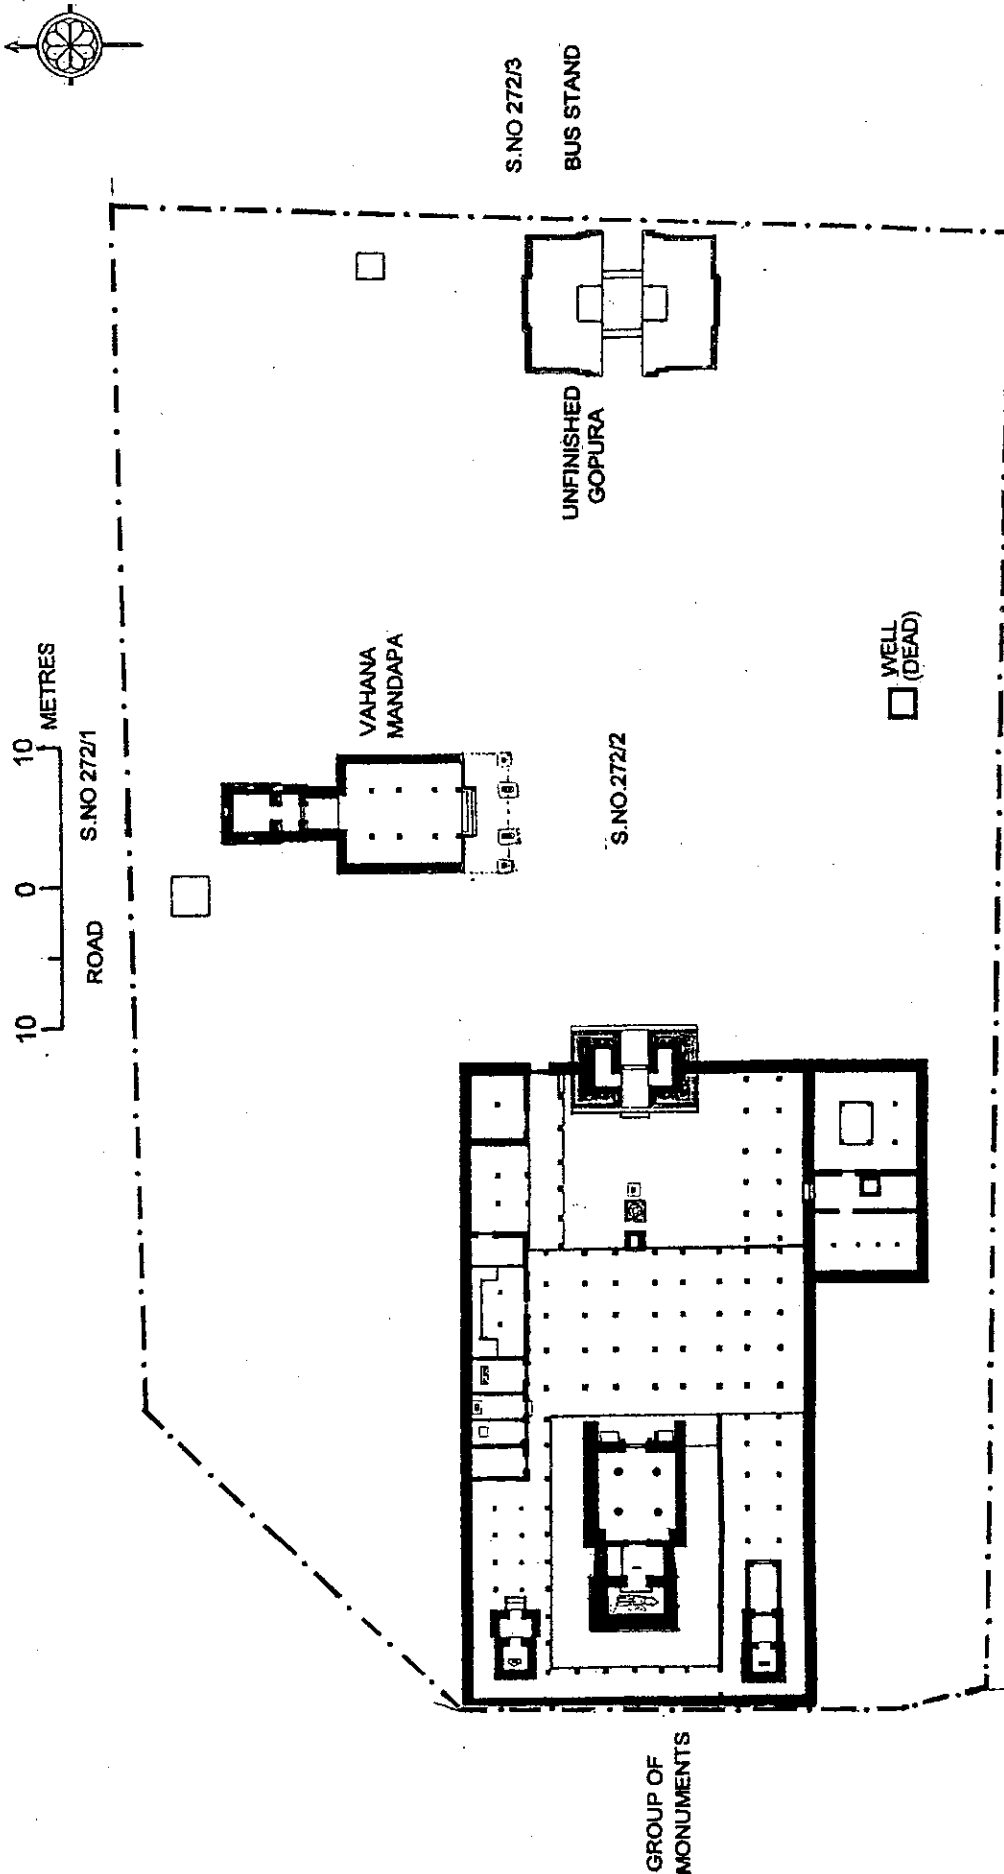 10 0 10 METRES
ROAD
S.NO 272/1
S.NO 272/3
BUS STAND
VAHANA
MANDAPA
UNFINISHED
GOPURA
S.NO.272/2
WELL
(DEAD)
GROUP OF
MONUMENTS